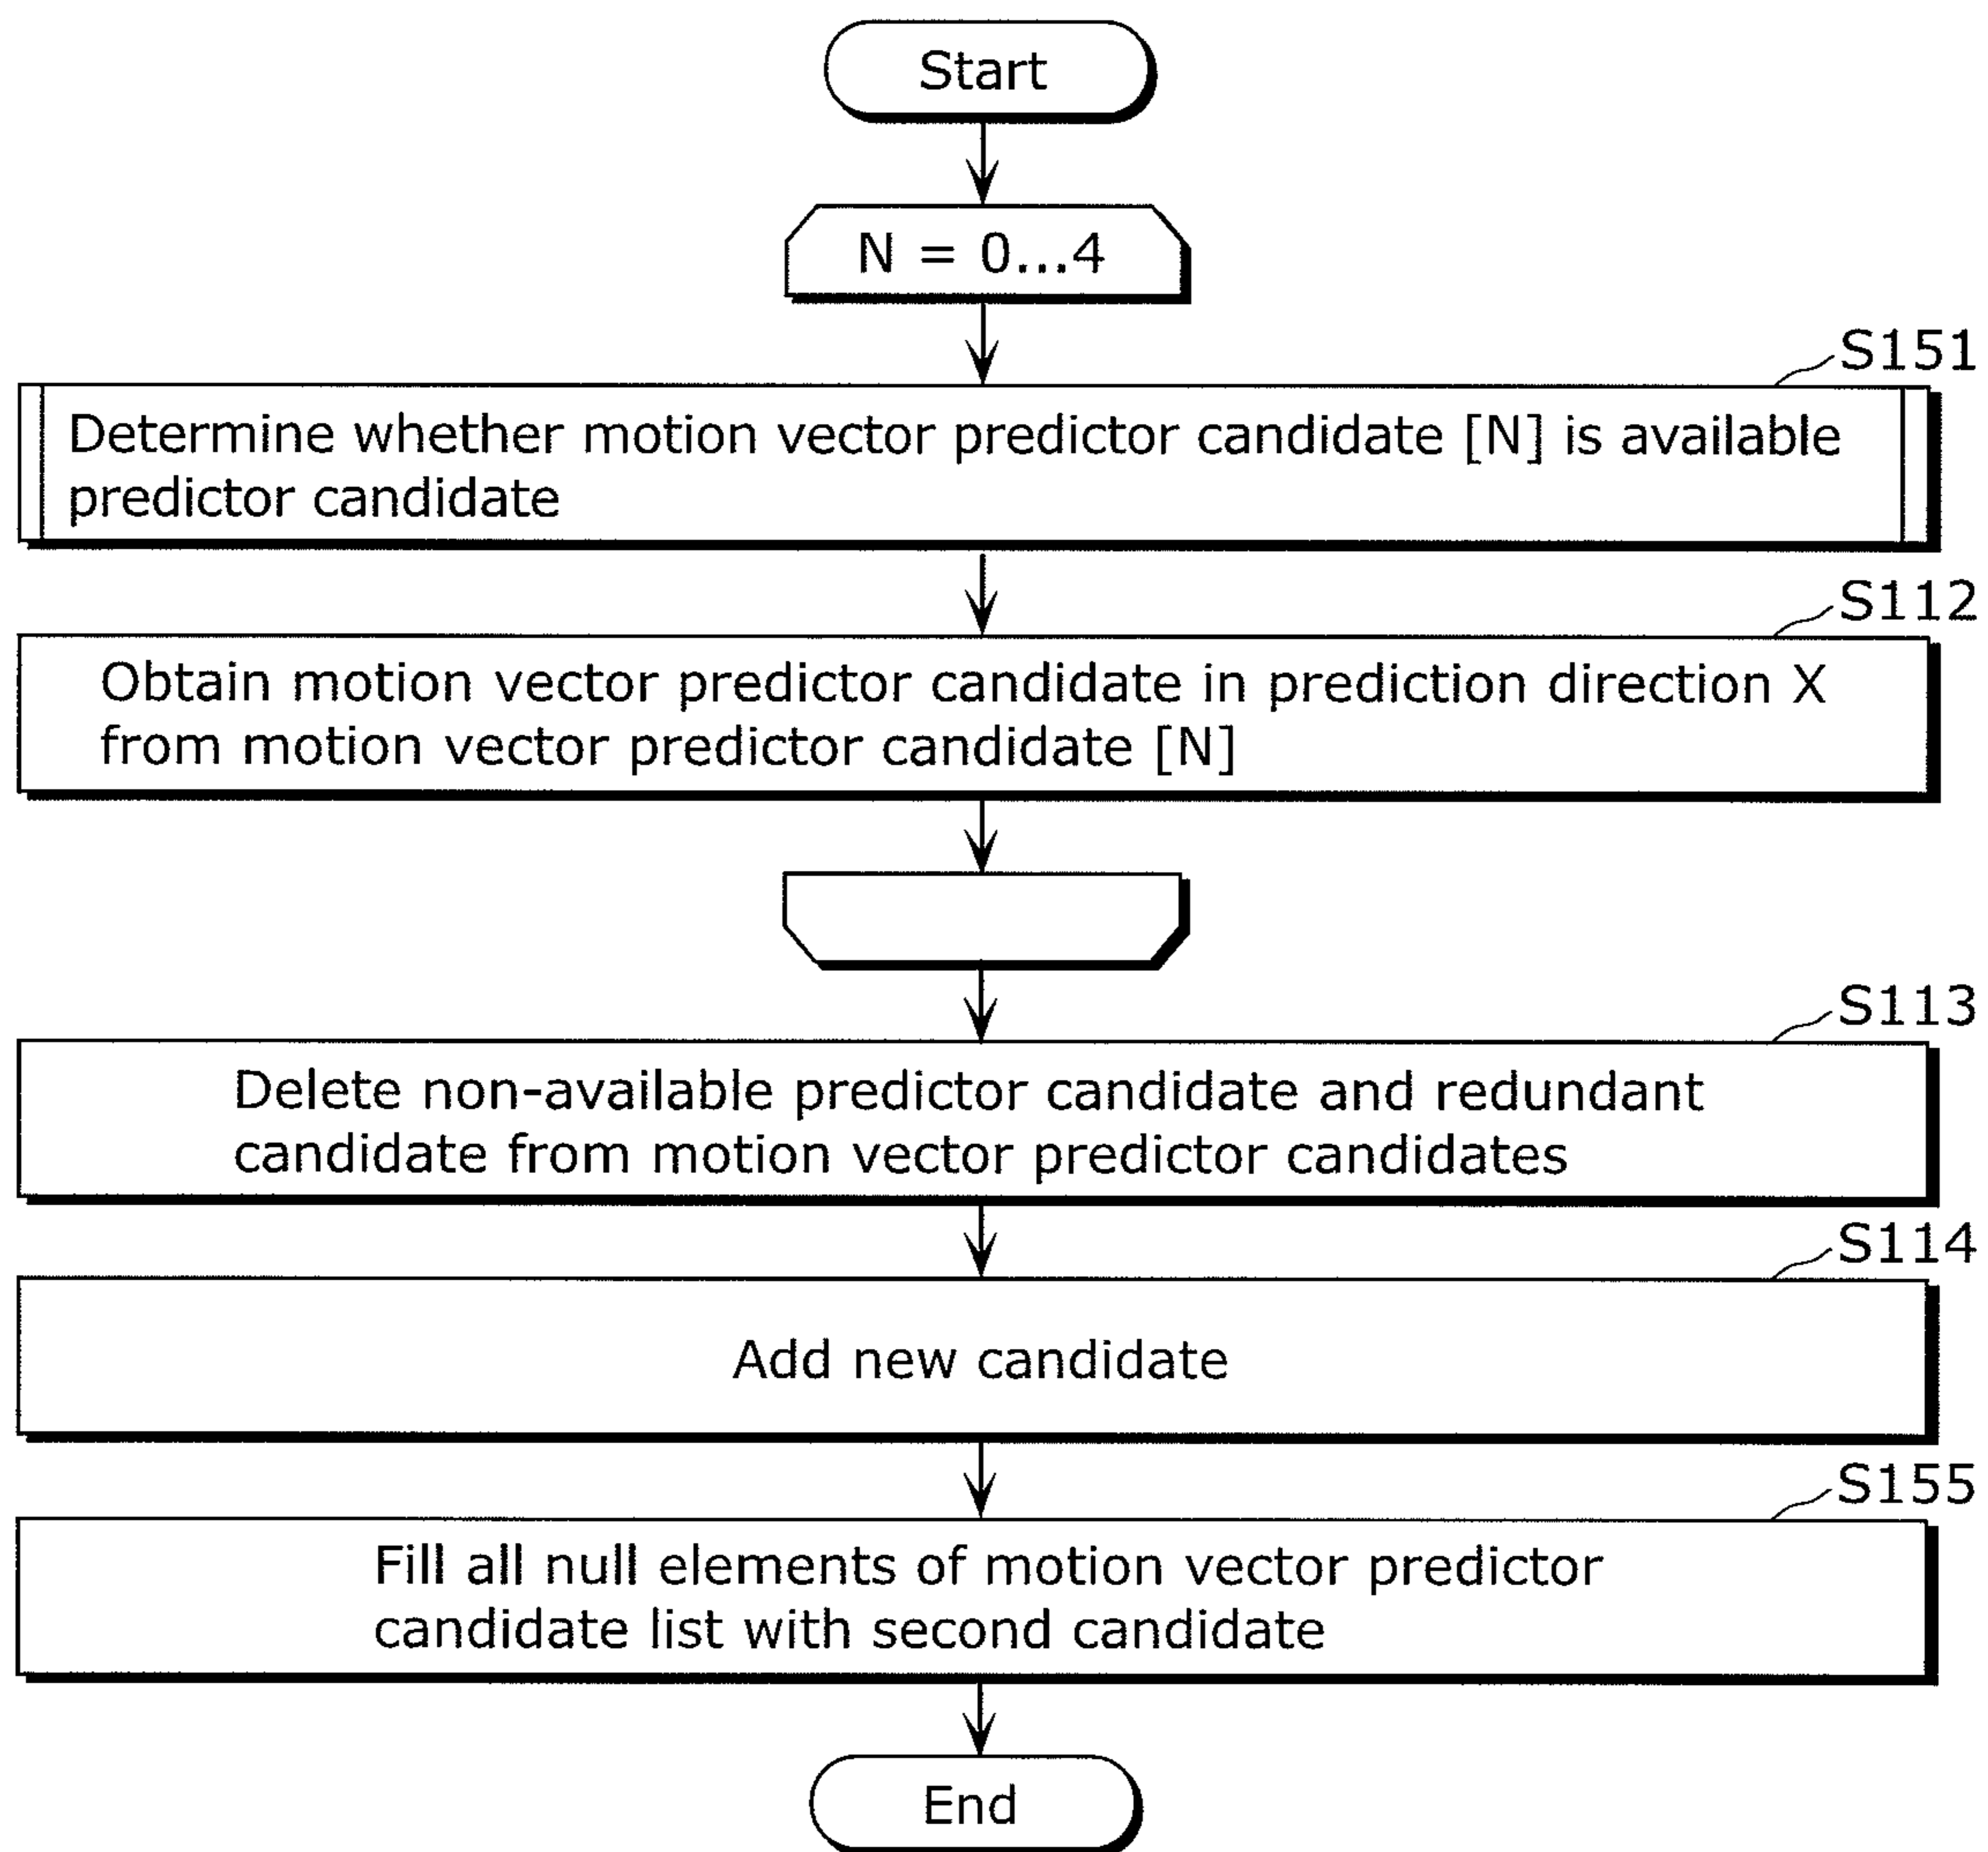 Start
N = 0...4
S151
Determine whether motion vector predictor candidate [N] is available
predictor candidate
S112
Obtain motion vector predictor candidate in prediction direction X
from motion vector predictor candidate [N]
S113
Delete non-available predictor candidate and redundant
candidate from motion vector predictor candidates
S114
Add new candidate
S155
Fill all null elements of motion vector predictor
candidate list with second candidate
End